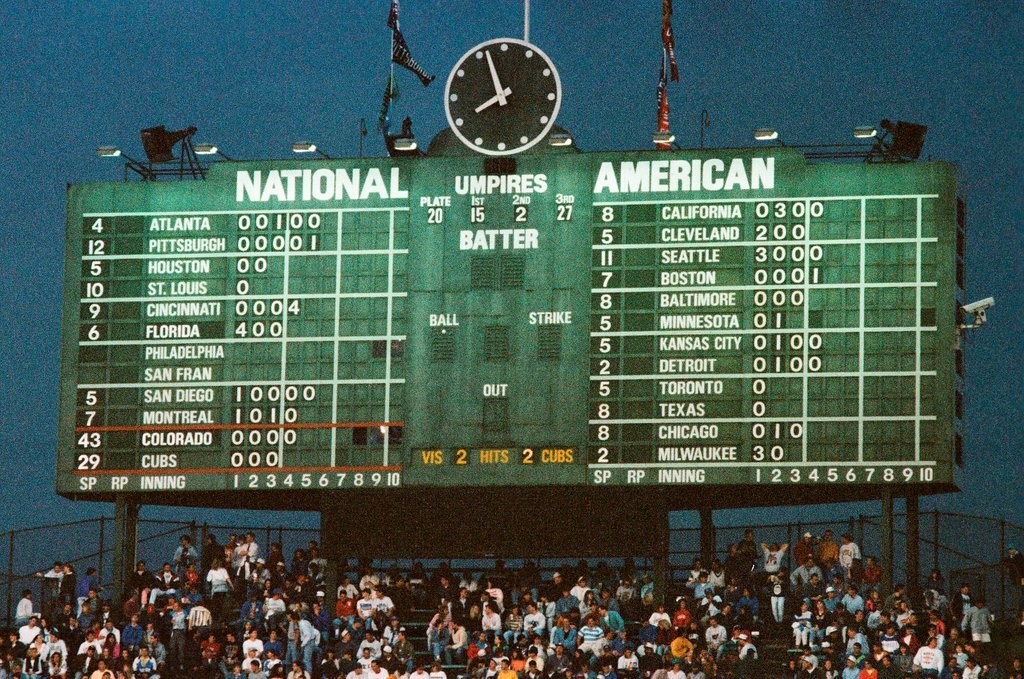 PITTSBURGH
NATIONAL
UMPIRES
AMERICAN
PLATE 1ST 2ND 3RD
20 15 2 27
BATTER
BALL STRIKE
OUT
VIS 2 HITS 2 CUBS
4 ATLANTA 0 0 1 0 0
12 PITTSBURGH 0 0 0 0 1
5 HOUSTON 0 0
10 ST. LOUIS 0
9 CINCINNATI 0 0 0 4
6 FLORIDA 4 0 0
PHILADELPHIA
SAN FRAN
5 SAN DIEGO 1 0 0 0 0
7 MONTREAL 1 0 1 0
43 COLORADO 0 0 0 0
29 CUBS 0 0 0
SP RP INNING 1 2 3 4 5 6 7 8 9 10
8 CALIFORNIA 0 3 0 0
5 CLEVELAND 2 0 0
11 SEATTLE 3 0 0 0
7 BOSTON 0 0 0 1
8 BALTIMORE 0 0 0
5 MINNESOTA 0 1
5 KANSAS CITY 0 1 0 0
2 DETROIT 0 1 0 0
5 TORONTO 0
8 TEXAS 0
8 CHICAGO 0 1 0
2 MILWAUKEE 3 0
SP RP INNING 1 2 3 4 5 6 7 8 9 10